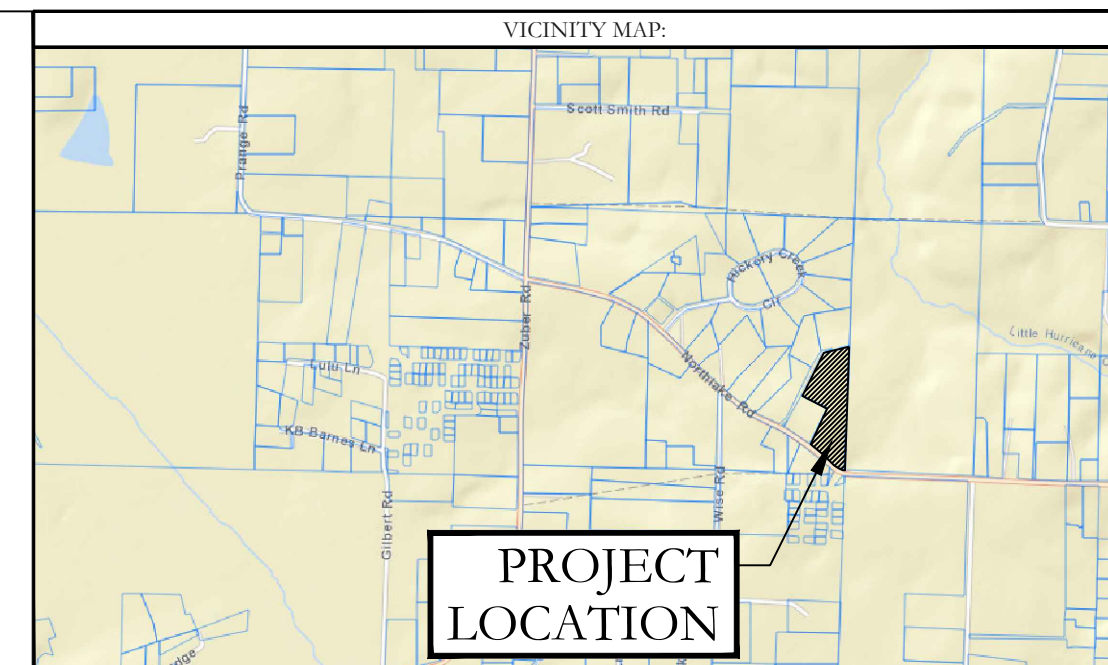 VICINITY MAP:
Scott Smith Rd
Prange Rd
Hickory Creek
Cir
Zuber Rd
Little Hurricane C
Northlake Rd
Lulu Ln
KB Barnes Ln
Wise Rd
Gilbert Rd
PROJECT
LOCATION